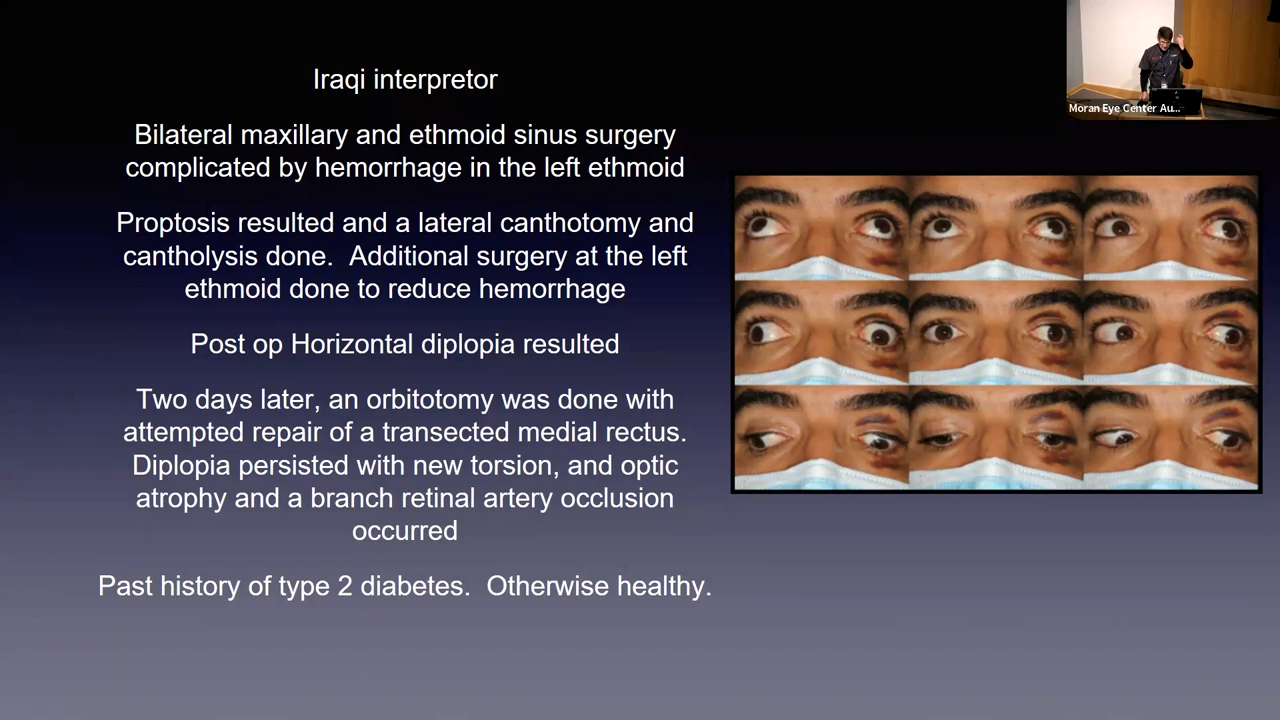 Iraqi interpretor
Bilateral maxillary and ethmoid sinus surgery
complicated by hemorrhage in the left ethmoid
Proptosis resulted and a lateral canthotomy and
cantholysis done.  Additional surgery at the left
ethmoid done to reduce hemorrhage
Post op Horizontal diplopia resulted
Two days later, an orbitotomy was done with
attempted repair of a transected medial rectus.
Diplopia persisted with new torsion, and optic
atrophy and a branch retinal artery occlusion
occurred
Past history of type 2 diabetes.  Otherwise healthy.
Moran Eye Center Au...